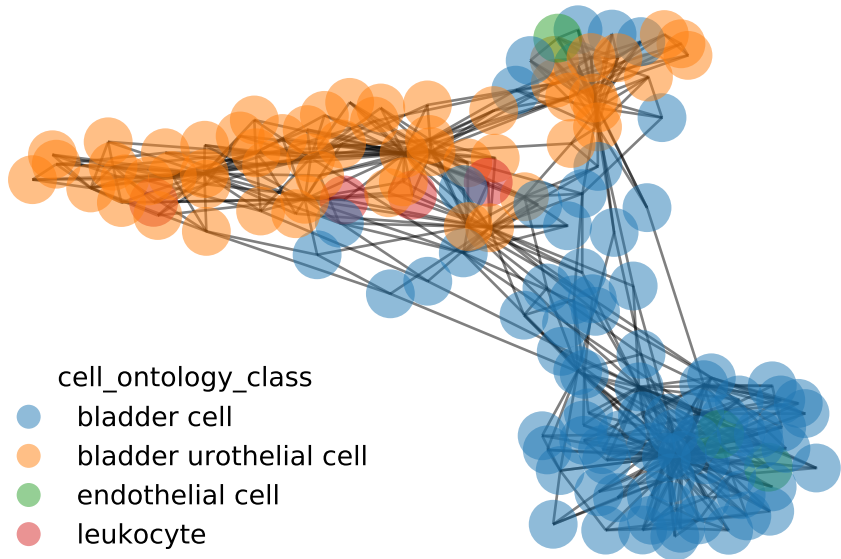 cell_ontology_class
bladder cell
bladder urothelial cell
endothelial cell
leukocyte